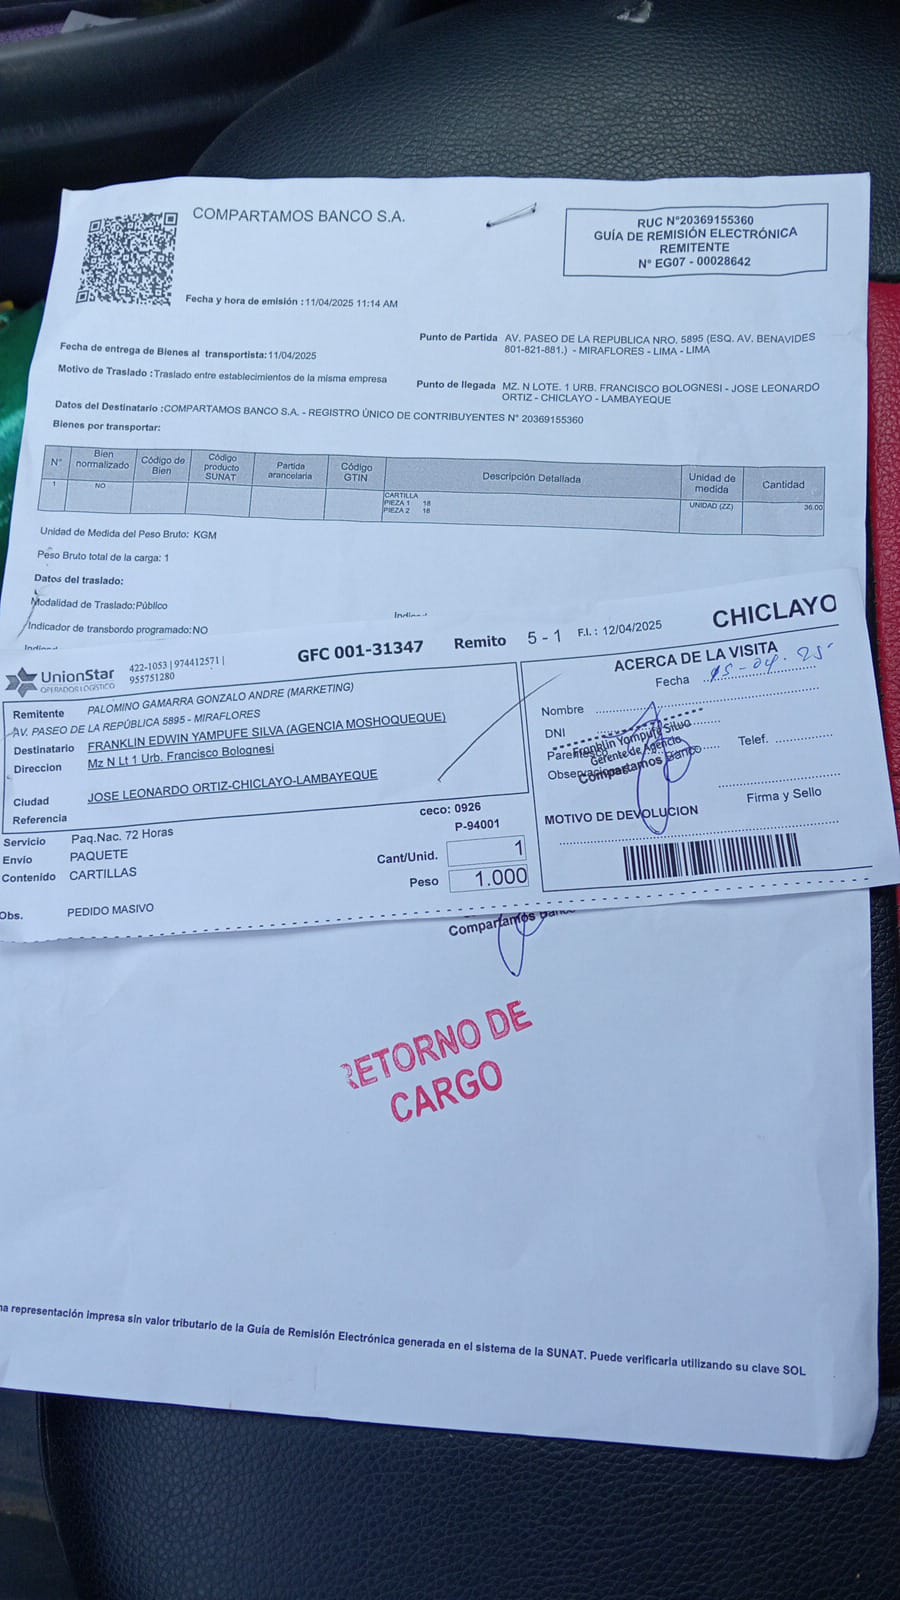 COMPARTAMOS BANCO S.A.
RUC N°20369155360
GUÍA DE REMISIÓN ELECTRÓNICA
REMITENTE
N° EG07 - 00028642
Fecha y hora de emisión : 11/04/2025 11:14 AM
Fecha de entrega de Bienes al transportista: 11/04/2025
Punto de Partida AV. PASEO DE LA REPUBLICA NRO. 5895 (ESQ. AV. BENAVIDES
801-821-881.) - MIRAFLORES - LIMA - LIMA
Motivo de Traslado : Traslado entre establecimientos de la misma empresa
Punto de llegada MZ. N LOTE. 1 URB. FRANCISCO BOLOGNESI - JOSE LEONARDO
ORTIZ - CHICLAYO - LAMBAYEQUE
Datos del Destinatario :COMPARTAMOS BANCO S.A. - REGISTRO ÚNICO DE CONTRIBUYENTES N° 20369155360
Bienes por transportar:
N° Bien normalizado Código de Bien Código producto SUNAT Partida arancelaria Código GTIN Descripción Detallada Unidad de medida Cantidad
1 NO CARTILLA UNIDAD (ZZ) 36.00
PIEZA 1 18
PIEZA 2 18
Unidad de Medida del Peso Bruto: KGM
Peso Bruto total de la carga: 1
Datos del traslado:
Modalidad de Traslado:Público
Indicador de transbordo programado:NO
UnionStar
OPERADOR LOGÍSTICO
422-1053 | 974412571 |
955751280
GFC 001-31347 Remito 5 - 1 F.I.: 12/04/2025 CHICLAYO
Remitente PALOMINO GAMARRA GONZALO ANDRE (MARKETING)
AV. PASEO DE LA REPÚBLICA 5895 - MIRAFLORES
Destinatario FRANKLIN EDWIN YAMPUFE SILVA (AGENCIA MOSHOQUEQUE)
Direccion Mz N Lt 1 Urb. Francisco Bolognesi
Ciudad JOSE LEONARDO ORTIZ-CHICLAYO-LAMBAYEQUE
Referencia
Servicio Paq.Nac. 72 Horas
Envio PAQUETE
Contenido CARTILLAS
Obs. PEDIDO MASIVO
ceco: 0926
P-94001
Cant/Unid. 1
Peso 1.000
ACERCA DE LA VISITA
Fecha 15-04-25
Nombre
DNI
Telef.
Franklin Yampufe Silva
Gerente de Agencia
Compartamos Banco
Firma y Sello
MOTIVO DE DEVOLUCION
Compartamos Banco
RETORNO DE
CARGO
representación impresa sin valor tributario de la Guía de Remisión Electrónica generada en el sistema de la SUNAT. Puede verificarla utilizando su clave SOL